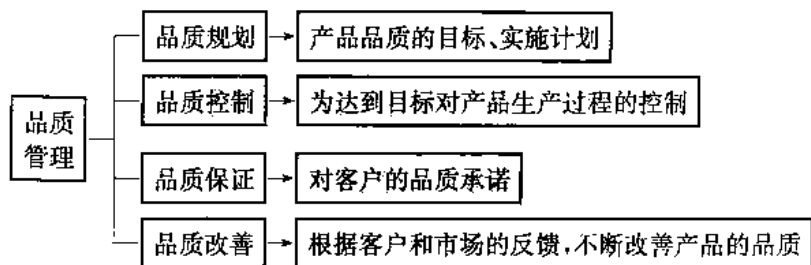 品质管理
品质规划
产品品质的目标、实施计划
品质控制
为达到目标对产品生产过程的控制
品质保证
对客户的品质承诺
品质改善
根据客户和市场的反馈,不断改善产品的品质